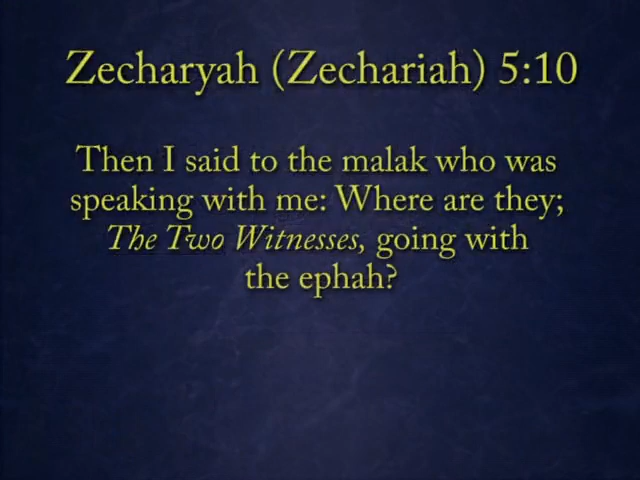 Zecharyah (Zechariah) 5:10
Then I said to the malak who was
speaking with me: Where are they;
The Two Witnesses, going with
the ephah?